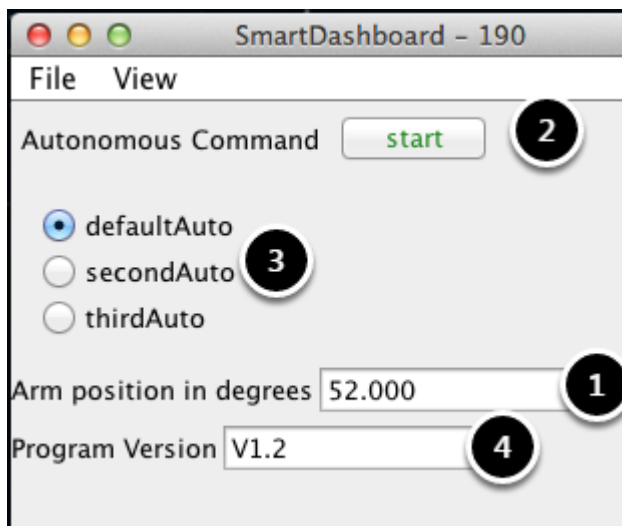 SmartDashboard – 190
File View
Autonomous Command start 2
defaultAuto
secondAuto 3
thirdAuto
Arm position in degrees 52.000 1
Program Version V1.2 4